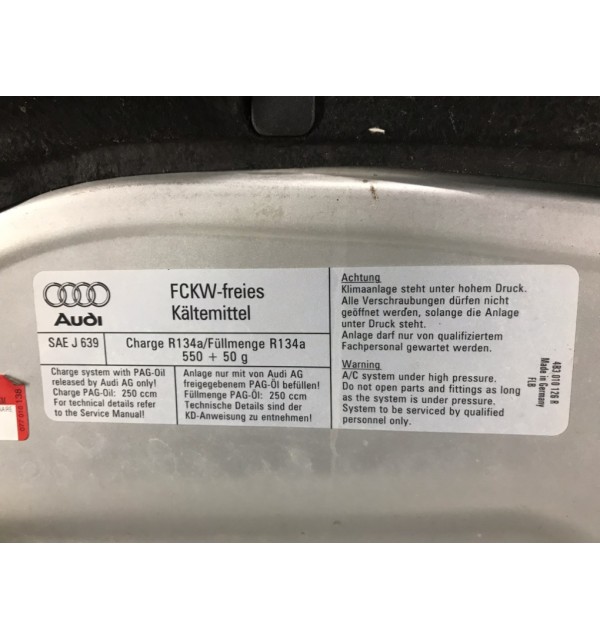 FCKW-freies
Kältemittel
Audi
SAE J 639
Charge R134a/Füllmenge R134a
550 + 50 g
Charge system with PAG-Oil
released by Audi AG only!
Charge PAG-Oil: 250 ccm
For technical details refer
to the Service Manual!
Anlage nur mit von Audi AG
freigegebenem PAG-Öl befüllen!
Füllmenge PAG-Öl: 250 ccm
Technische Details sind der
KD-Anweisung zu entnehmen!
Achtung
Klimaanlage steht unter hohem Druck.
Alle Verschraubungen dürfen nicht
geöffnet werden, solange die Anlage
unter Druck steht.
Anlage darf nur von qualifiziertem
Fachpersonal gewartet werden.
Warning
A/C system under high pressure.
Do not open parts and fittings as long
as the system is under pressure.
System to be serviced by qualified
personnel only.
4B3 010 126 R
Made in Germany